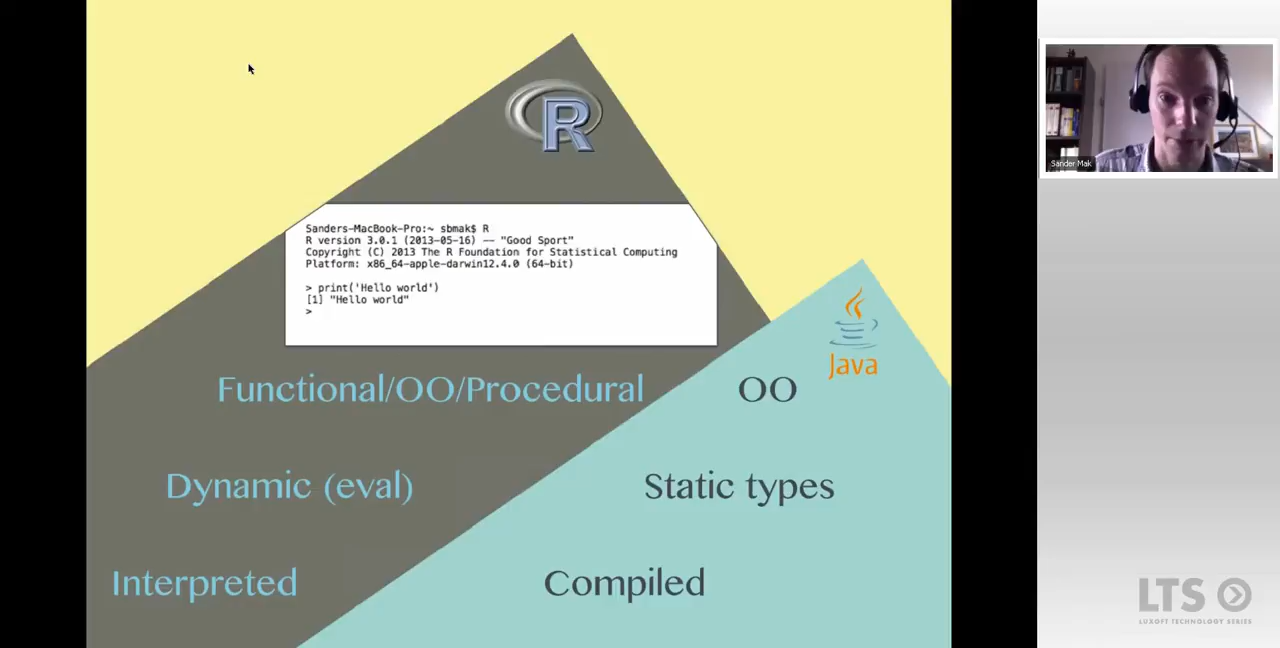 R
Sanders-MacBook-Pro:~ sbmak$ R
R version 3.0.1 (2013-05-16) -- "Good Sport"
Copyright (C) 2013 The R Foundation for Statistical Computing
Platform: x86_64-apple-darwin12.4.0 (64-bit)
> print('Hello world')
[1] "Hello world"
>
Java
Functional/OO/Procedural
OO
Dynamic (eval)
Static types
Interpreted
Compiled
Sander Mak
LTS
LUXOFT TECHNOLOGY SERIES